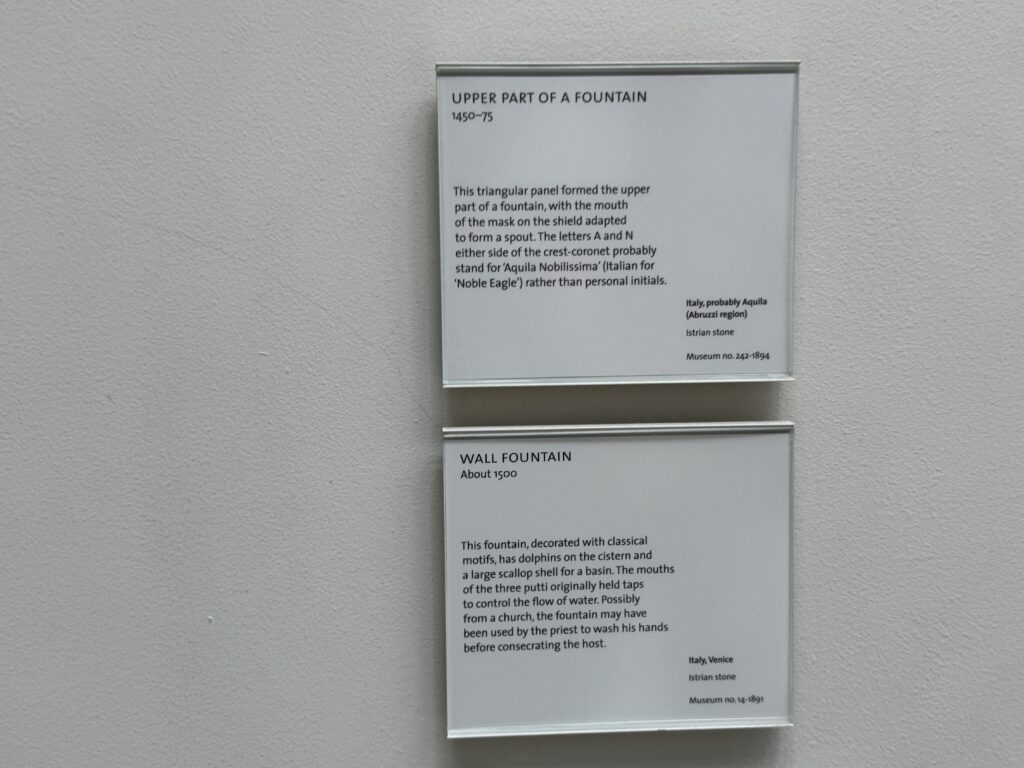 UPPER PART OF A FOUNTAIN
1450–75
This triangular panel formed the upper
part of a fountain, with the mouth
of the mask on the shield adapted
to form a spout. The letters A and N
either side of the crest-coronet probably
stand for ‘Aquila Nobilissima’ (Italian for
‘Noble Eagle’) rather than personal initials.
Italy, probably Aquila
(Abruzzi region)
Istrian stone
Museum no. 242-1894
WALL FOUNTAIN
About 1500
This fountain, decorated with classical
motifs, has dolphins on the cistern and
a large scallop shell for a basin. The mouths
of the three putti originally held taps
to control the flow of water. Possibly
from a church, the fountain may have
been used by the priest to wash his hands
before consecrating the host.
Italy, Venice
Istrian stone
Museum no. 14-1891